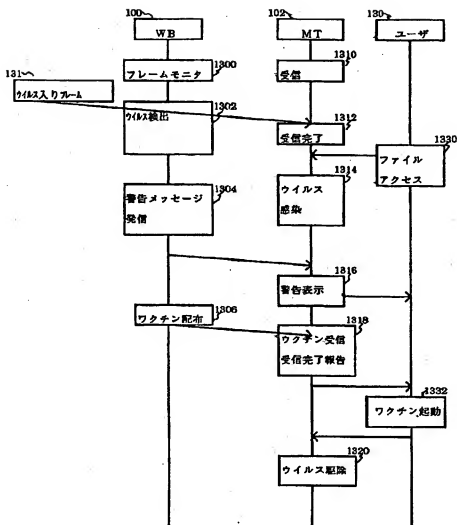 100
WB
102
MT
130
ユーザ
1300
フレームモニタ
1310
受信
131
ウイルス入りフレーム
1302
ウイルス検出
1312
受信完了
1330
ファイル
アクセス
1304
警告メッセージ
発信
1314
ウイルス
感染
1316
警告表示
1306
ワクチン配布
1318
ワクチン受信
受信完了報告
1332
ワクチン起動
1320
ウイルス駆除